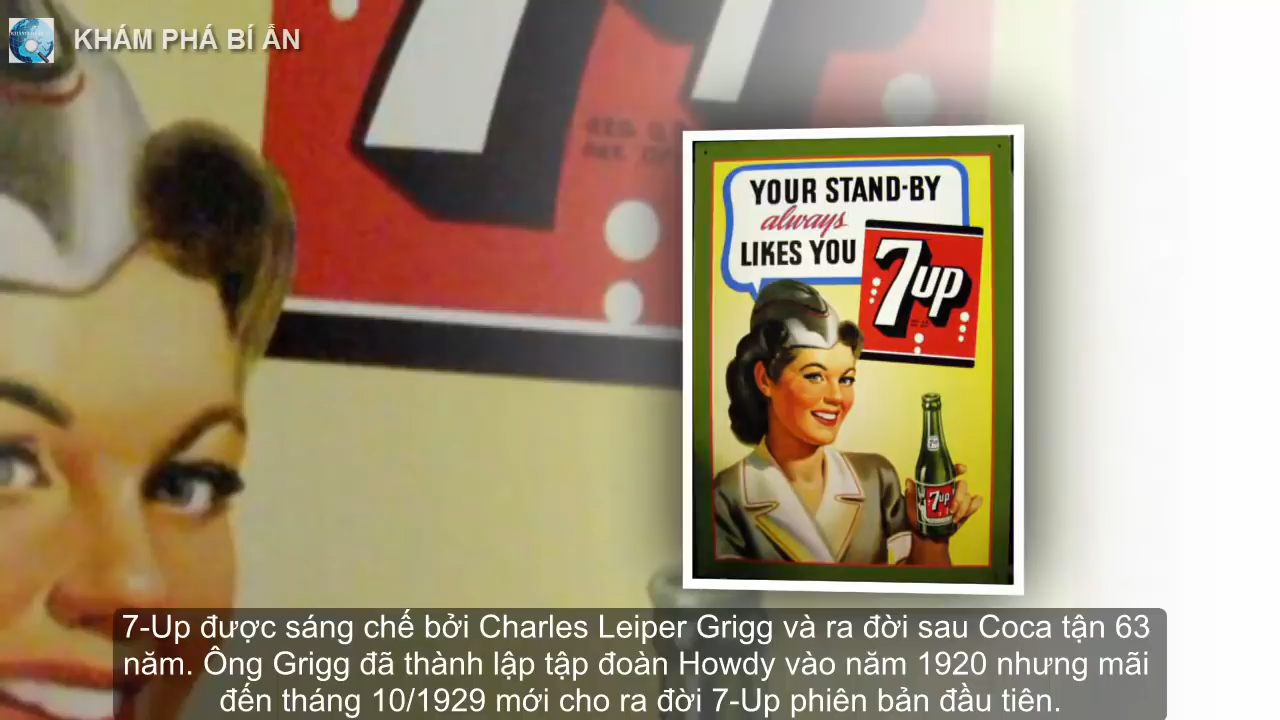 KHÁM PHÁ BÍ ẨN
YOUR STAND-BY
always
LIKES YOU
7up
7up
7-Up được sáng chế bởi Charles Leiper Grigg và ra đời sau Coca tận 63
năm. Ông Grigg đã thành lập tập đoàn Howdy vào năm 1920 nhưng mãi
đến tháng 10/1929 mới cho ra đời 7-Up phiên bản đầu tiên.